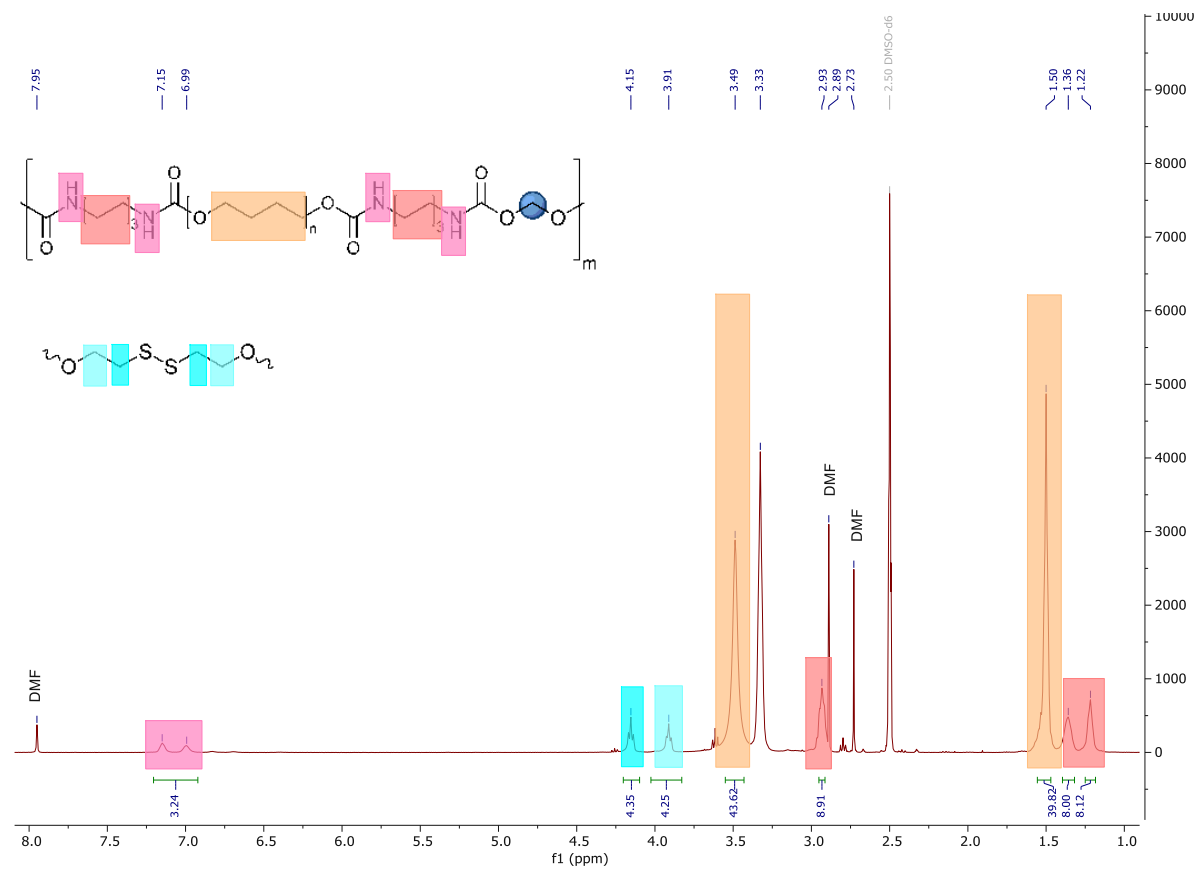 7.95
7.15
6.99
4.15
3.91
3.49
3.33
2.93
2.89
2.73
2.50 DMSO-d6
1.50
1.36
1.22
10000
9000
8000
7000
6000
5000
4000
3000
2000
1000
0
O
O
H
N
3
N
H
O
O
n
O
O
H
N
3
N
H
O
O
O
m
O
S
S
O
DMF
DMF
DMF
3.24
4.35
4.25
43.62
8.91
39.82
8.00
8.12
8.0 7.5 7.0 6.5 6.0 5.5 5.0 4.5 4.0 3.5 3.0 2.5 2.0 1.5 1.0
f1 (ppm)